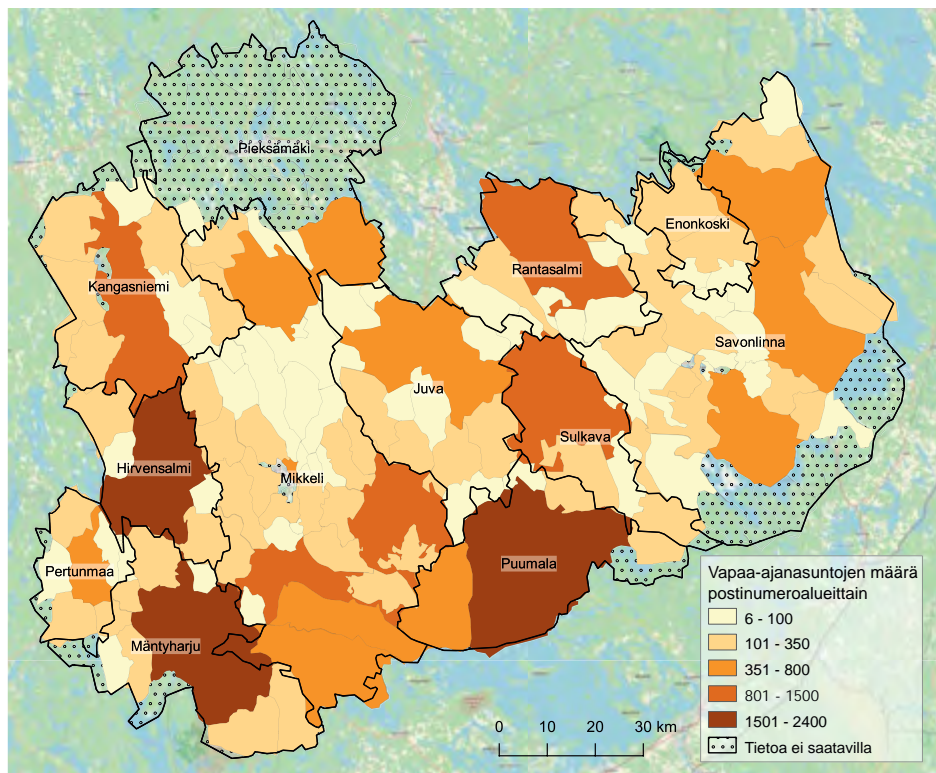 Pieksämäki
Enonkoski
Rantasalmi
Kangasniemi
Savonlinna
Juva
Sulkava
Hirvensalmi
Mikkeli
Puumala
Pertunmaa
Mäntyharju
Vapaa-ajanasuntojen määrä
postinumeroalueittain
6 - 100
101 - 350
351 - 800
801 - 1500
1501 - 2400
Tietoa ei saatavilla
0 10 20 30 km